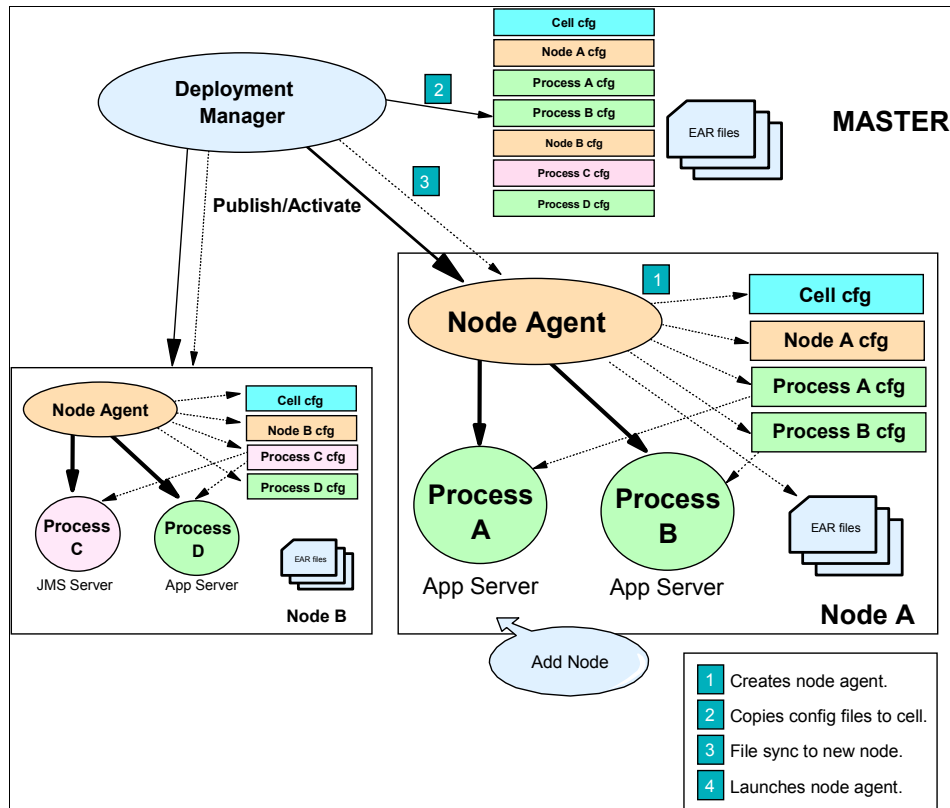 Cell cfg
Node A cfg
Process A cfg
Process B cfg
Node B cfg
Process C cfg
Process D cfg
Deployment
Manager
2
EAR files
MASTER
3
Publish/Activate
1
Node Agent
Cell cfg
Node A cfg
Process A cfg
Process B cfg
Process
A
Process
B
EAR files
App Server
App Server
Node A
Node Agent
Cell cfg
Node B cfg
Process C cfg
Process D cfg
Process
C
Process
D
EAR files
JMS Server
App Server
Node B
Add Node
1 Creates node agent.
2 Copies config files to cell.
3 File sync to new node.
4 Launches node agent.